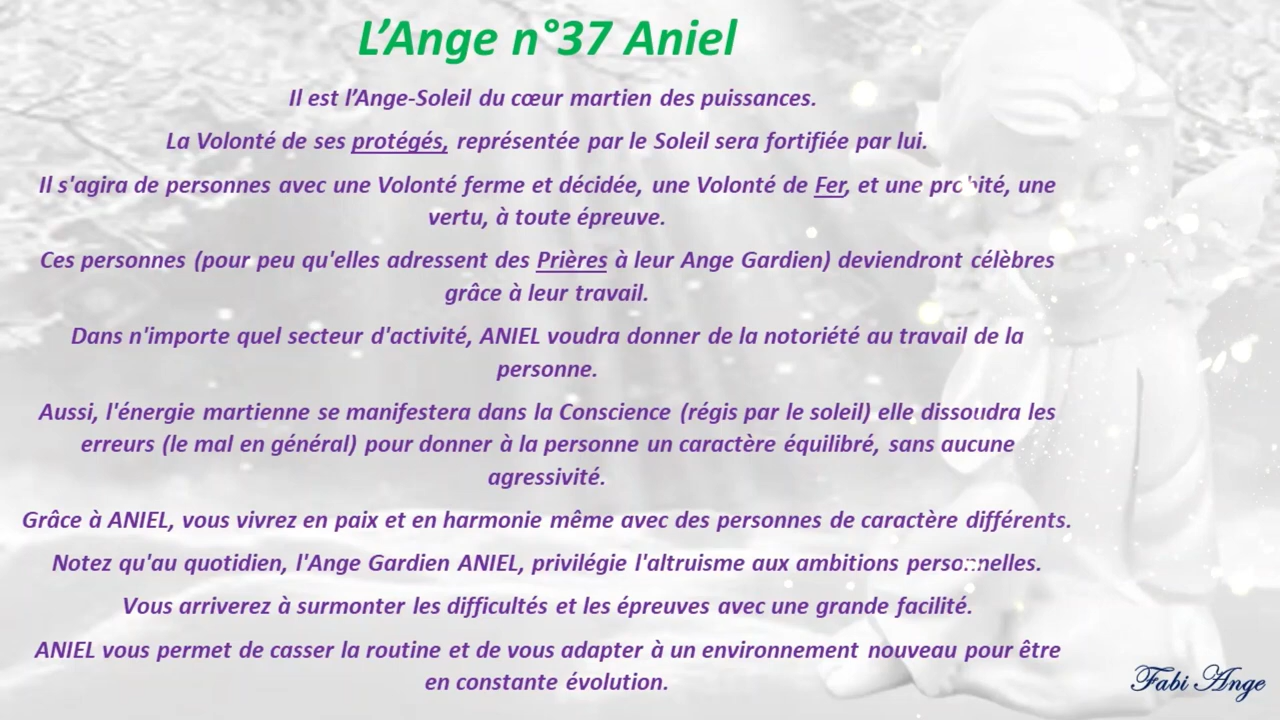 L’Ange n°37 Aniel
Il est l’Ange-Soleil du cœur martien des puissances.
La Volonté de ses protégés, représentée par le Soleil sera fortifiée par lui.
Il s'agira de personnes avec une Volonté ferme et décidée, une Volonté de Fer, et une probité, une
vertu, à toute épreuve.
Ces personnes (pour peu qu'elles adressent des Prières à leur Ange Gardien) deviendront célèbres
grâce à leur travail.
Dans n'importe quel secteur d'activité, ANIEL voudra donner de la notoriété au travail de la
personne.
Aussi, l'énergie martienne se manifestera dans la Conscience (régis par le soleil) elle dissoudra les
erreurs (le mal en général) pour donner à la personne un caractère équilibré, sans aucune
agressivité.
Grâce à ANIEL, vous vivrez en paix et en harmonie même avec des personnes de caractère différents.
Notez qu'au quotidien, l'Ange Gardien ANIEL, privilégie l'altruisme aux ambitions personnelles.
Vous arriverez à surmonter les difficultés et les épreuves avec une grande facilité.
ANIEL vous permet de casser la routine et de vous adapter à un environnement nouveau pour être
en constante évolution.
Fabi Ange